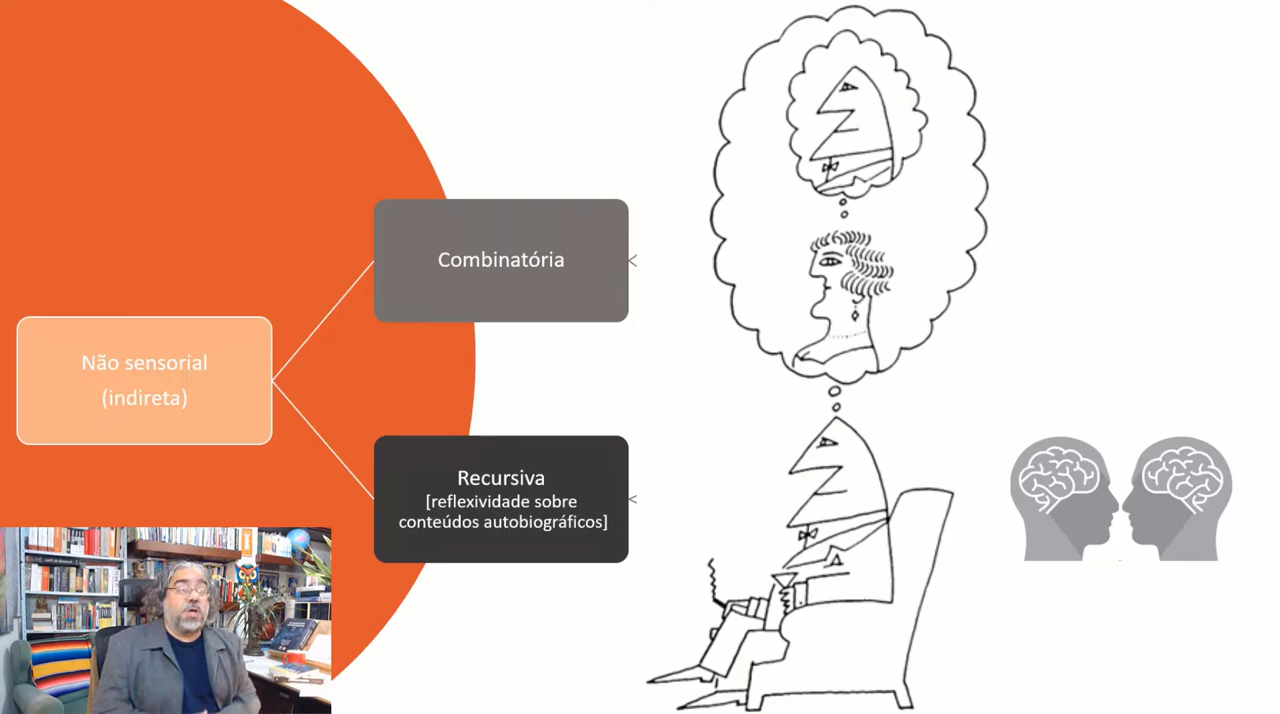 Combinatória
Não sensorial
(indireta)
Recursiva
[reflexividade sobre
conteúdos autobiográficos]